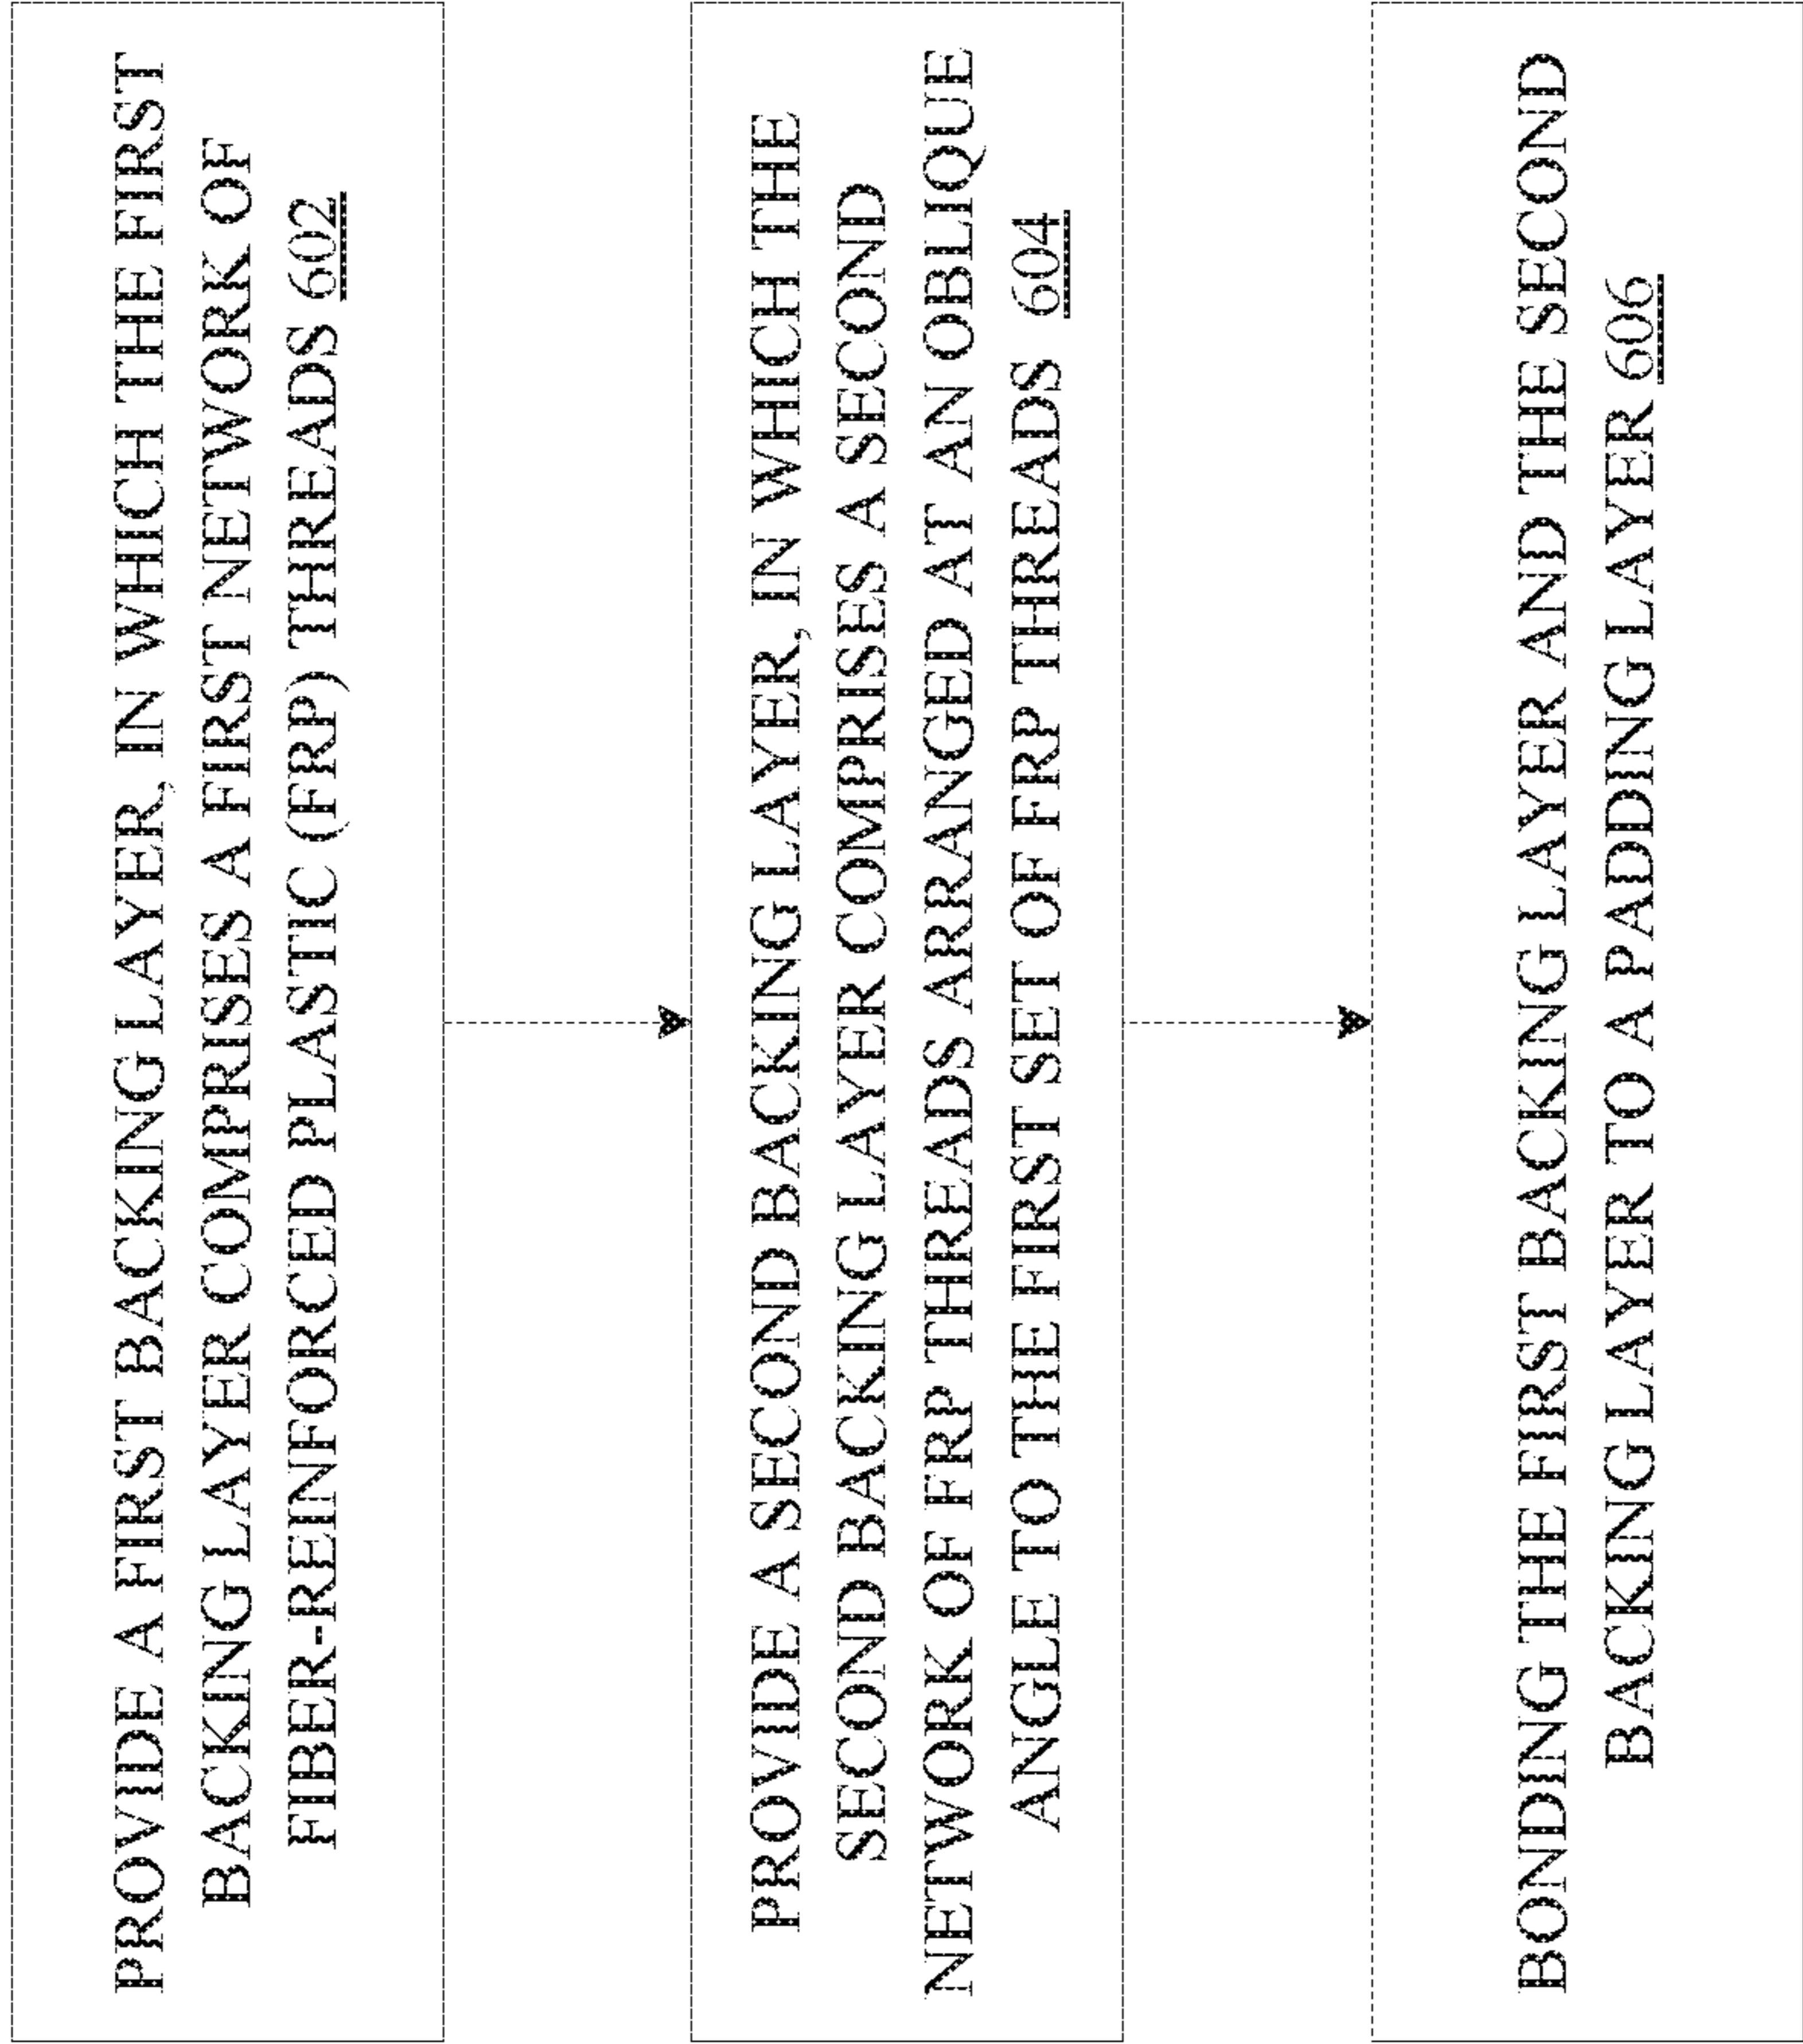 PROVIDE A FIRST BACKING LAYER, IN WHICH THE FIRST
BACKING LAYER COMPRISES A FIRST NETWORK OF
FIBER-REINFORCED PLASTIC (FRP) THREADS 602
PROVIDE A SECOND BACKING LAYER, IN WHICH THE
SECOND BACKING LAYER COMPRISES A SECOND
NETWORK OF FRP THREADS ARRANGED AT AN OBLIQUE
ANGLE TO THE FIRST SET OF FRP THREADS 604
BONDING THE FIRST BACKING LAYER AND THE SECOND
BACKING LAYER TO A PADDING LAYER 606